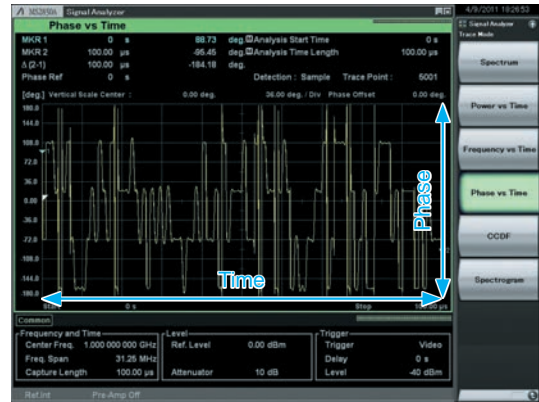 MS2850A Signal Analyzer
4/9/2011 18:26:53
Phase vs Time
MKR 1 0 s 88.73 deg. Analysis Start Time 0 s
MKR 2 100.00 µs -95.45 deg. Analysis Time Length 100.00 µs
Δ (2-1) 100.00 µs -184.18 deg.
Phase Ref 0 s Detection : Sample Trace Point : 5001
[deg.] Vertical Scale Center : 0.00 deg. 36.00 deg. / Div Phase Offset 0.00 deg.
180.0
144.0
108.0
72.0
36.0
0.00
-36.0
-72.0
-108.0
-144.0
-180.0
Phase
Time
Start 0 s Stop 100.00 µs
Common
Frequency and Time
Center Freq. 1.000 000 000 GHz
Freq. Span 31.25 MHz
Capture Length 100.00 µs
Level
Ref. Level 0.00 dBm
Attenuator 10 dB
Trigger
Trigger Video
Delay 0 s
Level -40 dBm
Ref.Int Pre-Amp Off
Signal Analyzer
Trace Mode
Spectrum
Power vs Time
Frequency vs Time
Phase vs Time
CCDF
Spectrogram